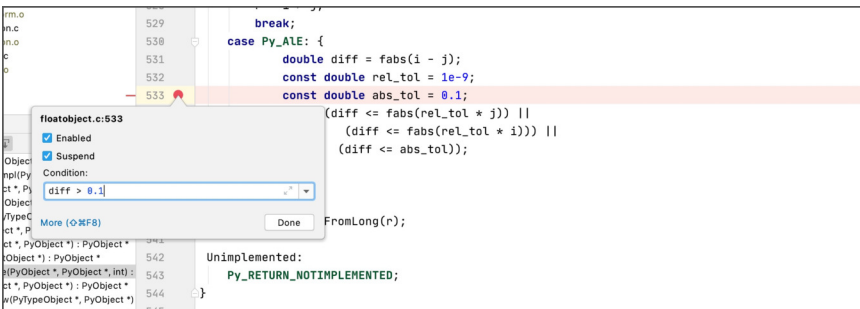 rm.o
on.c
on.o
c
o
529 break;
530 case Py_AlE: {
531 double diff = fabs(i - j);
532 const double rel_tol = 1e-9;
533 const double abs_tol = 0.1;
(diff <= fabs(rel_tol * j)) ||
(diff <= fabs(rel_tol * i))) ||
(diff <= abs_tol));
floatobject.c:533
Enabled
Suspend
Condition:
diff > 0.1
More (⇧⌘F8)
Done
FromLong(r);
Object
mpl(Py
ct *, Py
Object
yTypeO
ct *, P
ct *, PyObject *) : PyObject *
tObject *) : PyObject *
542 Unimplemented:
e(PyObject *, PyObject *, int) :
543 Py_RETURN_NOTIMPLEMENTED;
ct *, PyObject *) : PyObject *
544 }
w(PyTypeObject *, PyObject *)